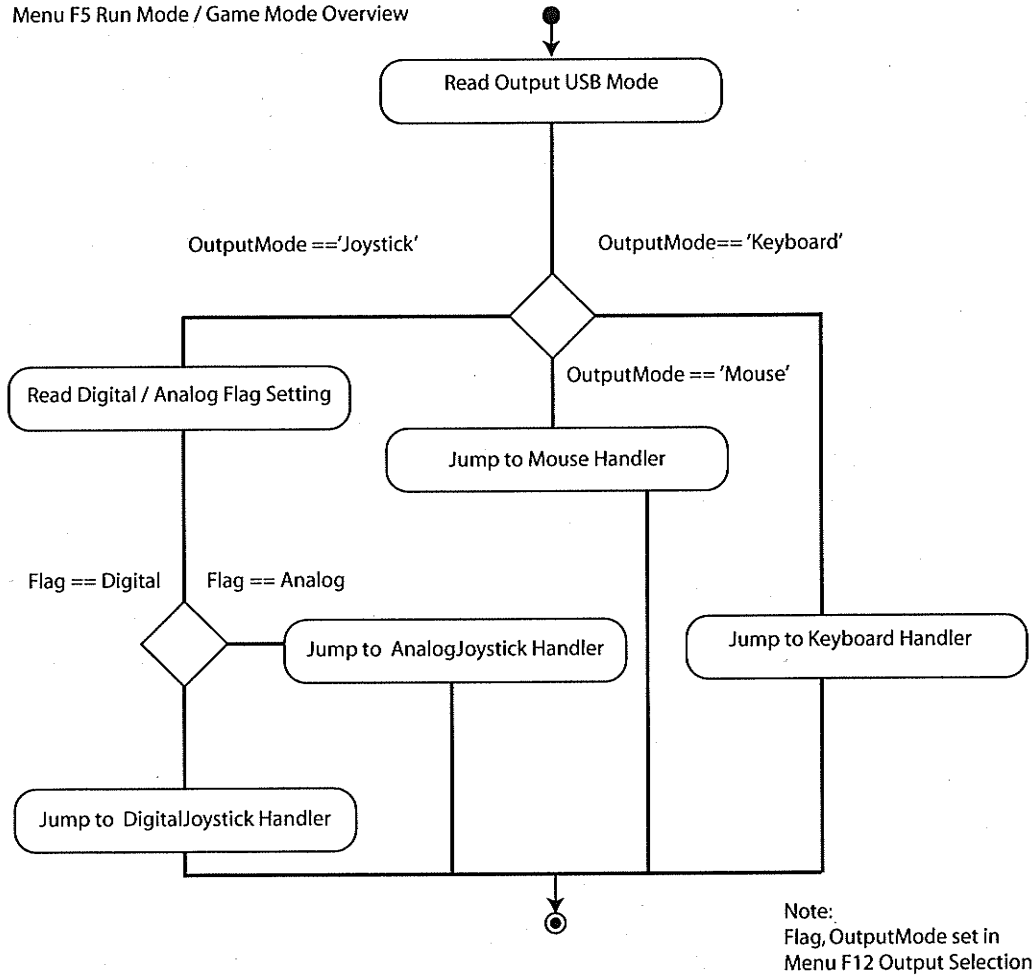 Menu F5 Run Mode / Game Mode Overview
Read Output USB Mode
OutputMode =='Joystick'
OutputMode== 'Keyboard'
OutputMode == 'Mouse'
Read Digital / Analog Flag Setting
Jump to Mouse Handler
Flag == Digital
Flag == Analog
Jump to AnalogJoystick Handler
Jump to Keyboard Handler
Jump to DigitalJoystick Handler
Note:
Flag, OutputMode set in
Menu F12 Output Selection